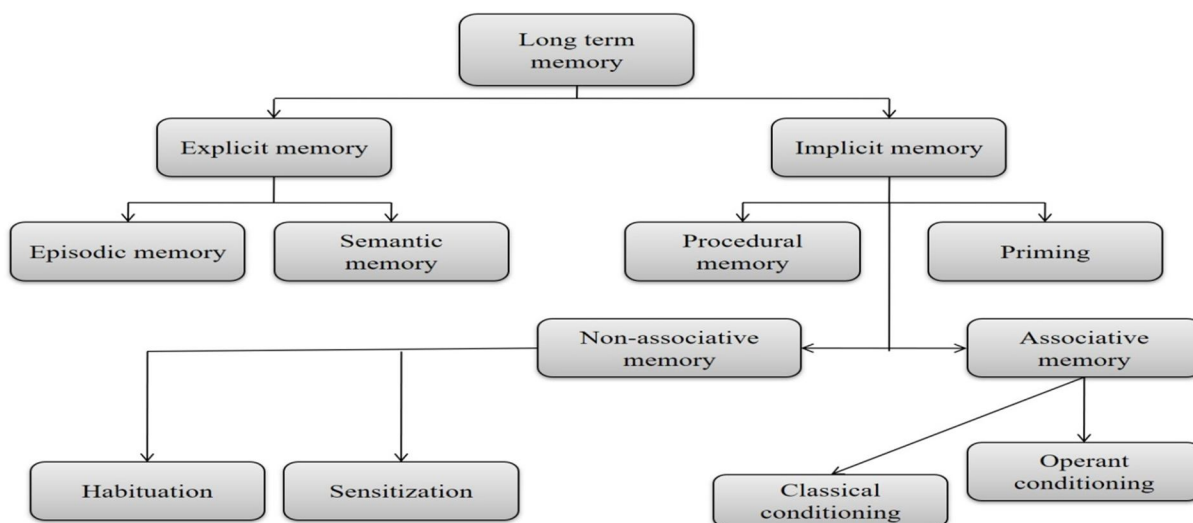 Long term
memory
Explicit memory
Implicit memory
Episodic memory
Semantic
memory
Procedural
memory
Priming
Non-associative
memory
Associative
memory
Habituation
Sensitization
Classical
conditioning
Operant
conditioning